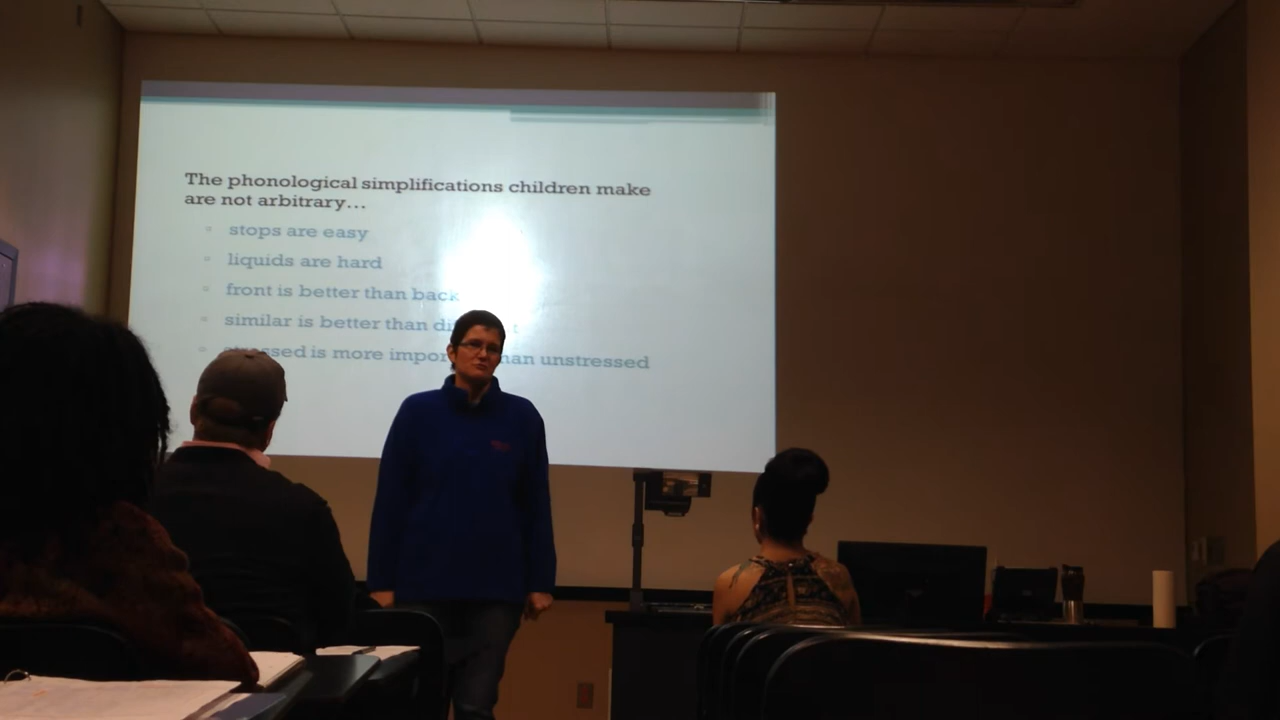 The phonological simplifications children make
are not arbitrary...
stops are easy
liquids are hard
front is better than back
similar is better than
is more unstressed